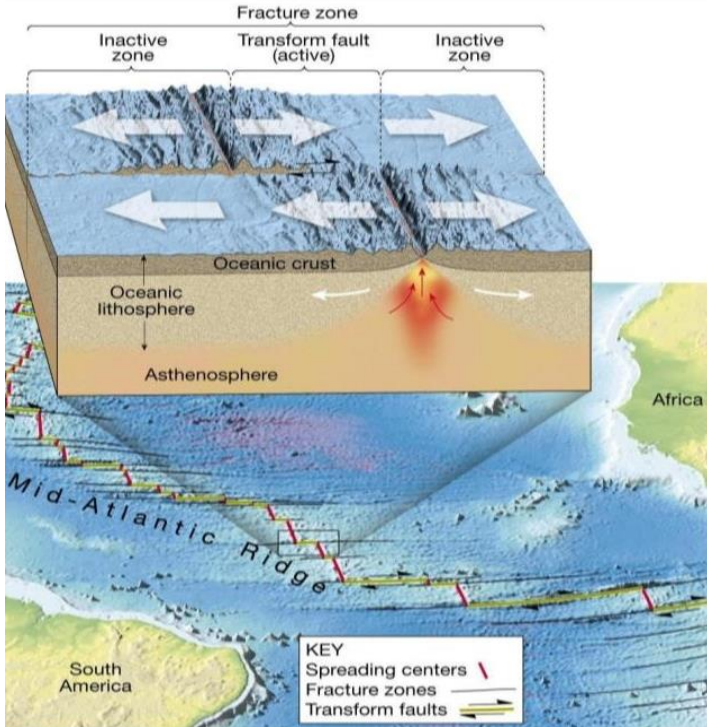 Fracture zone
Inactive
zone
Transform fault
(active)
Inactive
zone
Oceanic crust
Oceanic
lithosphere
Asthenosphere
Africa
Mid-Atlantic Ridge
South
America
KEY
Spreading centers
Fracture zones
Transform faults